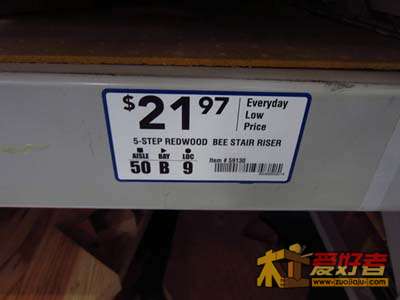 $21.97
Everyday
Low
Price
5-STEP REDWOOD BEE STAIR RISER
AISLE BAY LOC
50 B 9
Item # 59130
爱好者
www.zuojiaju.com